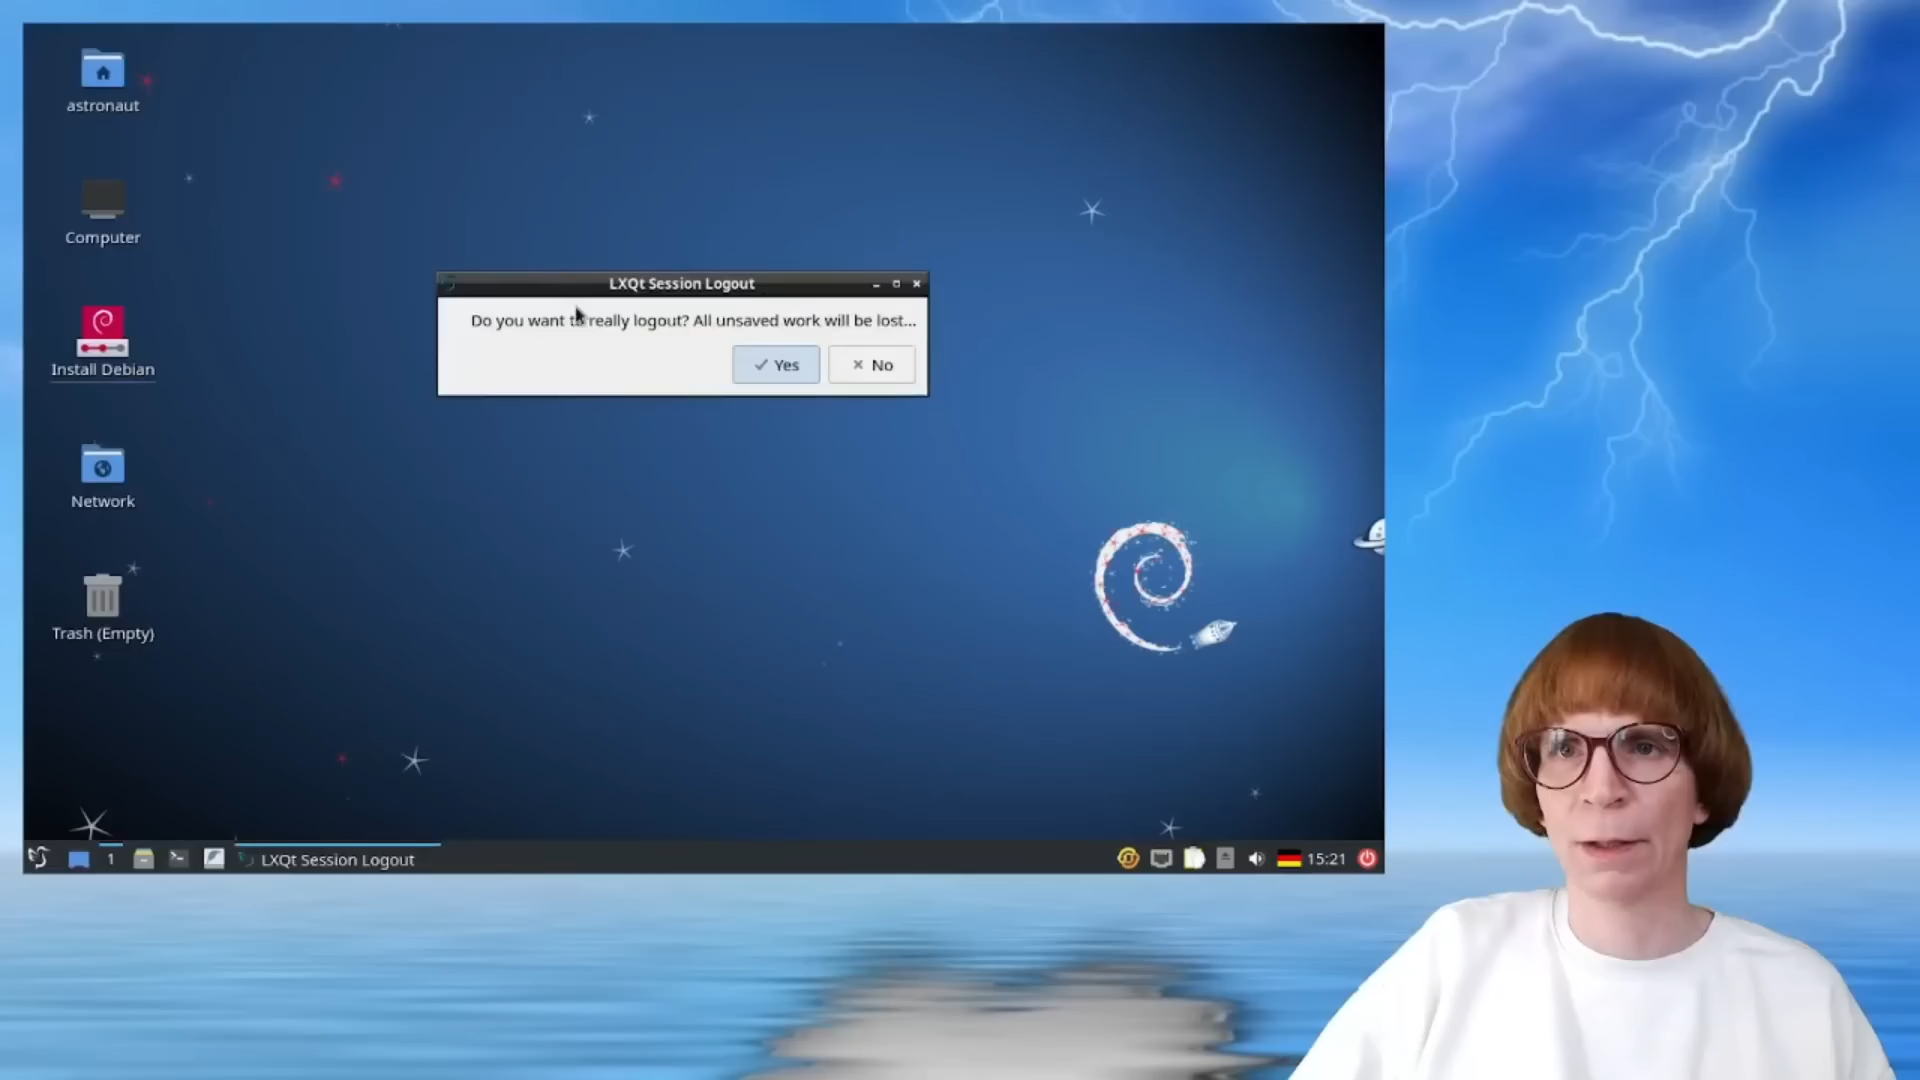 astronaut
Computer
Install Debian
Network
Trash (Empty)
LXQt Session Logout
Do you want to really logout? All unsaved work will be lost...
Yes
No
1
LXQt Session Logout
15:21